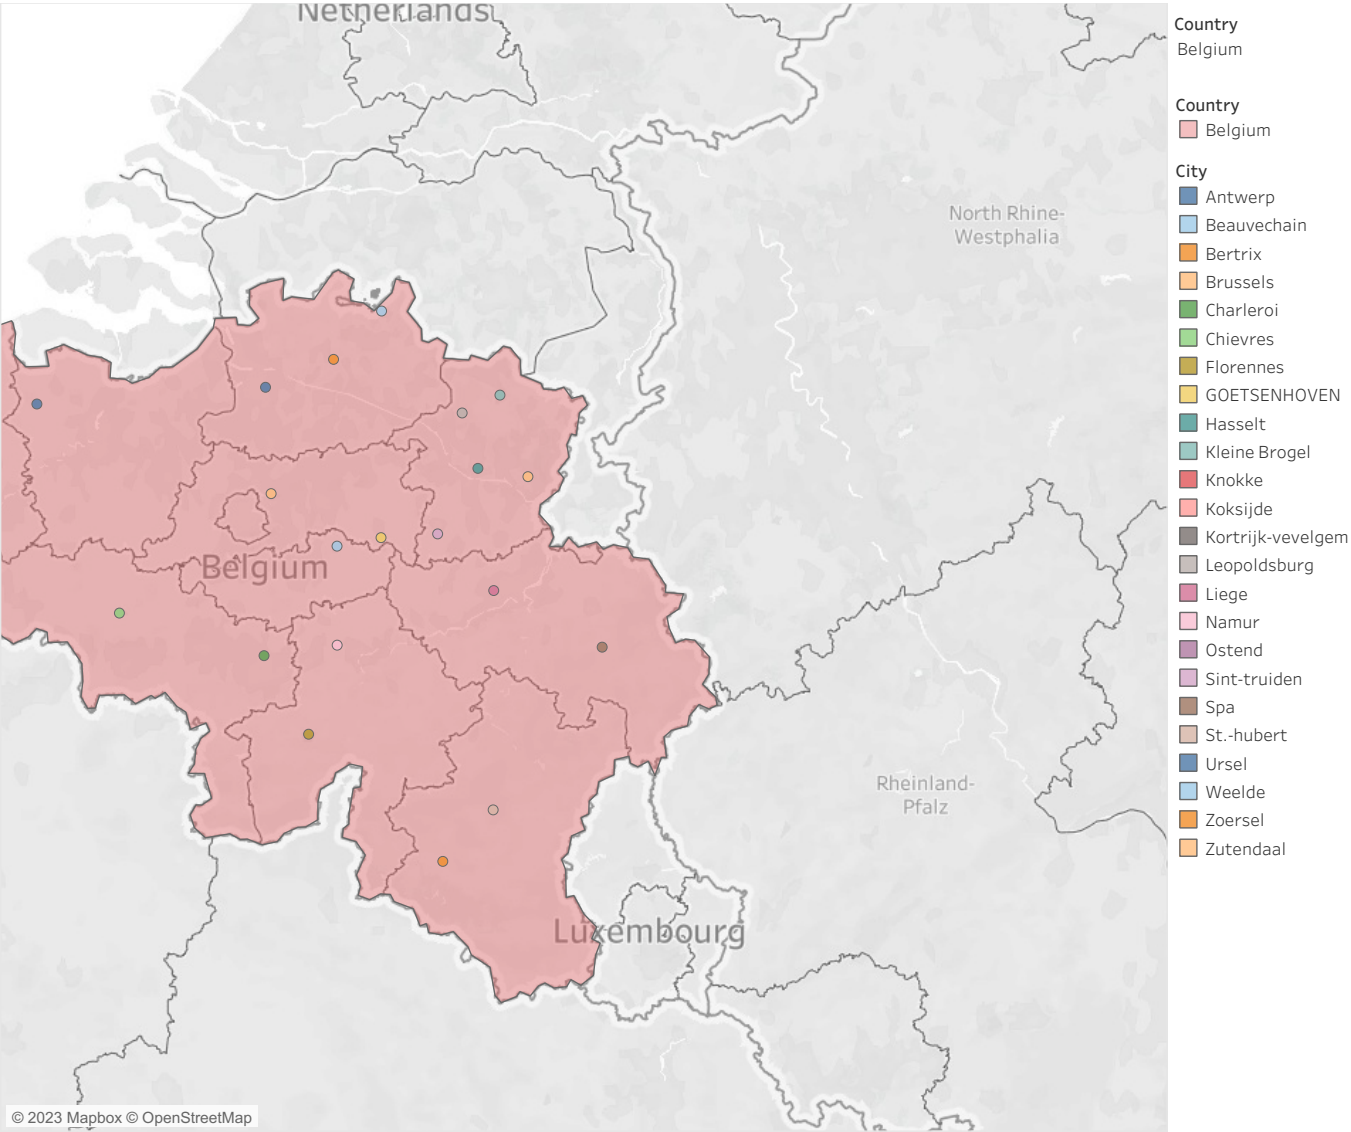 Netherlands
North Rhine-
Westphalia
Belgium
Rheinland-
Pfalz
Luxembourg
© 2023 Mapbox © OpenStreetMap
Country
Belgium
Country
Belgium
City
Antwerp
Beauvechain
Bertrix
Brussels
Charleroi
Chievres
Florennes
GOETSENHOVEN
Hasselt
Kleine Brogel
Knokke
Koksijde
Kortrijk-vevelgem
Leopoldsburg
Liege
Namur
Ostend
Sint-truiden
Spa
St.-hubert
Ursel
Weelde
Zoersel
Zutendaal